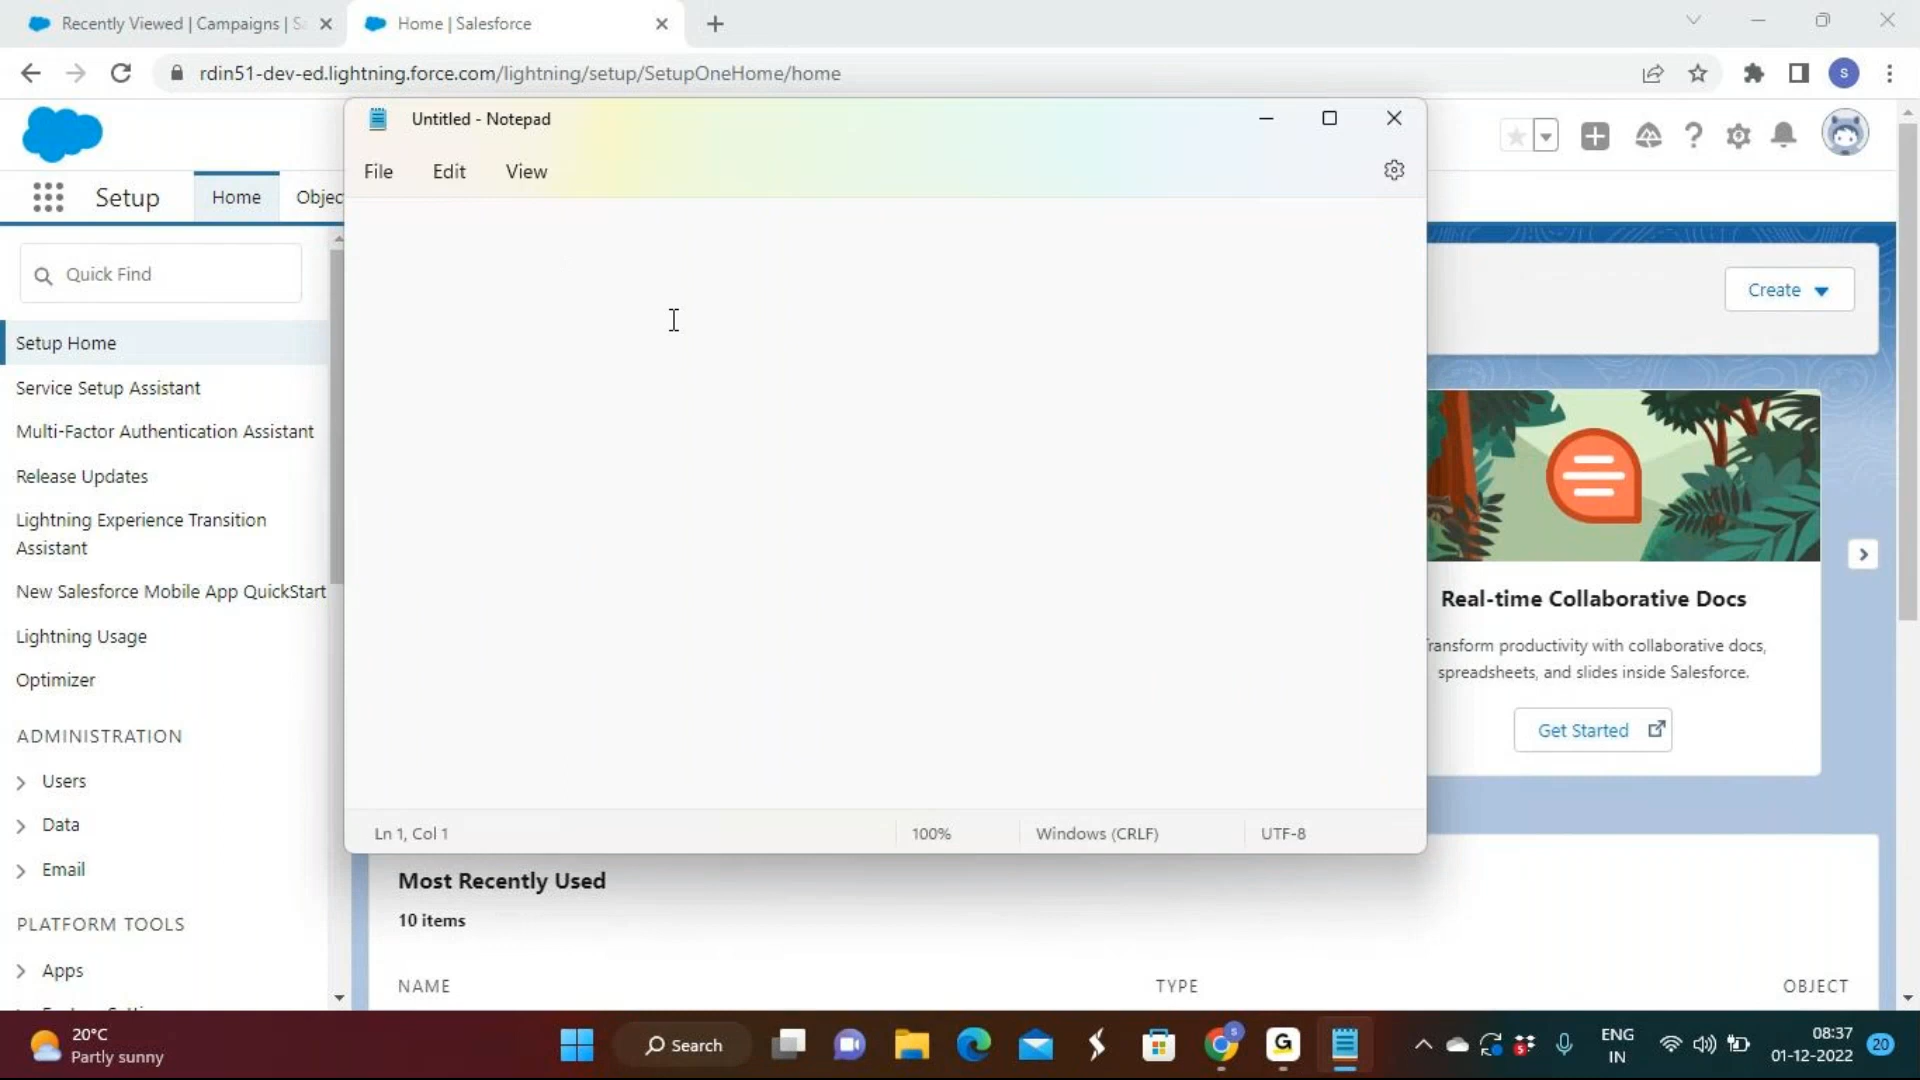 Recently Viewed | Campaigns | S
Home | Salesforce
rdin51-dev-ed.lightning.force.com/lightning/setup/SetupOneHome/home
S
Untitled - Notepad
File Edit View
Setup
Home
Objec
Quick Find
Create
Setup Home
Service Setup Assistant
Multi-Factor Authentication Assistant
Release Updates
Lightning Experience Transition
Assistant
New Salesforce Mobile App QuickStart
Lightning Usage
Optimizer
ADMINISTRATION
Users
Data
Email
PLATFORM TOOLS
Apps
Real-time Collaborative Docs
ransform productivity with collaborative docs,
spreadsheets, and slides inside Salesforce.
Get Started
Ln 1, Col 1
100%
Windows (CRLF)
UTF-8
Most Recently Used
10 items
NAME
TYPE
OBJECT
20°C
Partly sunny
Search
ENG
IN
08:37
01-12-2022
20